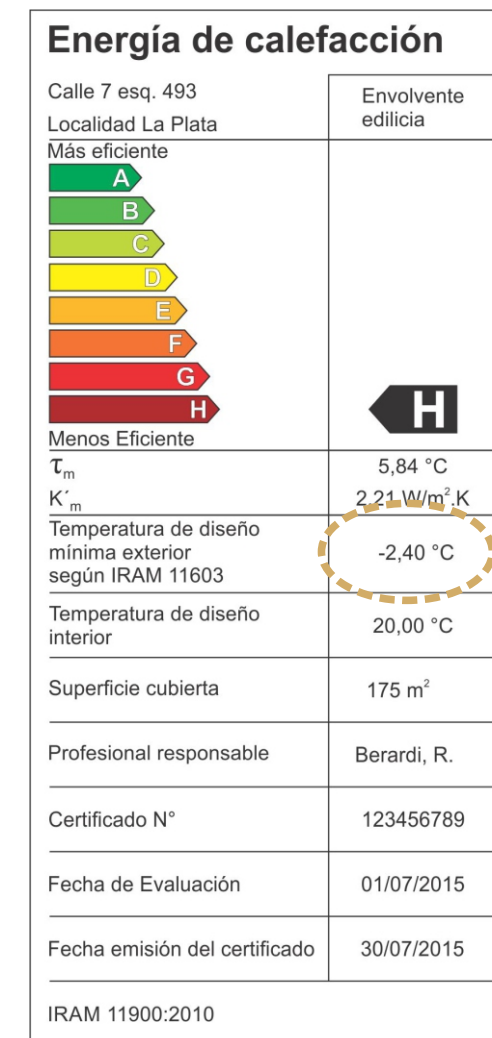 Energía de calefacción
Calle 7 esq. 493
Localidad La Plata
Envolvente
edilicia
Más eficiente
A
B
C
D
E
F
G
H
H
Menos Eficiente
τm 5,84 °C
K´m 2,21 W/m².K
Temperatura de diseño
mínima exterior
según IRAM 11603
-2,40 °C
Temperatura de diseño
interior
20,00 °C
Superficie cubierta 175 m²
Profesional responsable Berardi, R.
Certificado N° 123456789
Fecha de Evaluación 01/07/2015
Fecha emisión del certificado 30/07/2015
IRAM 11900:2010